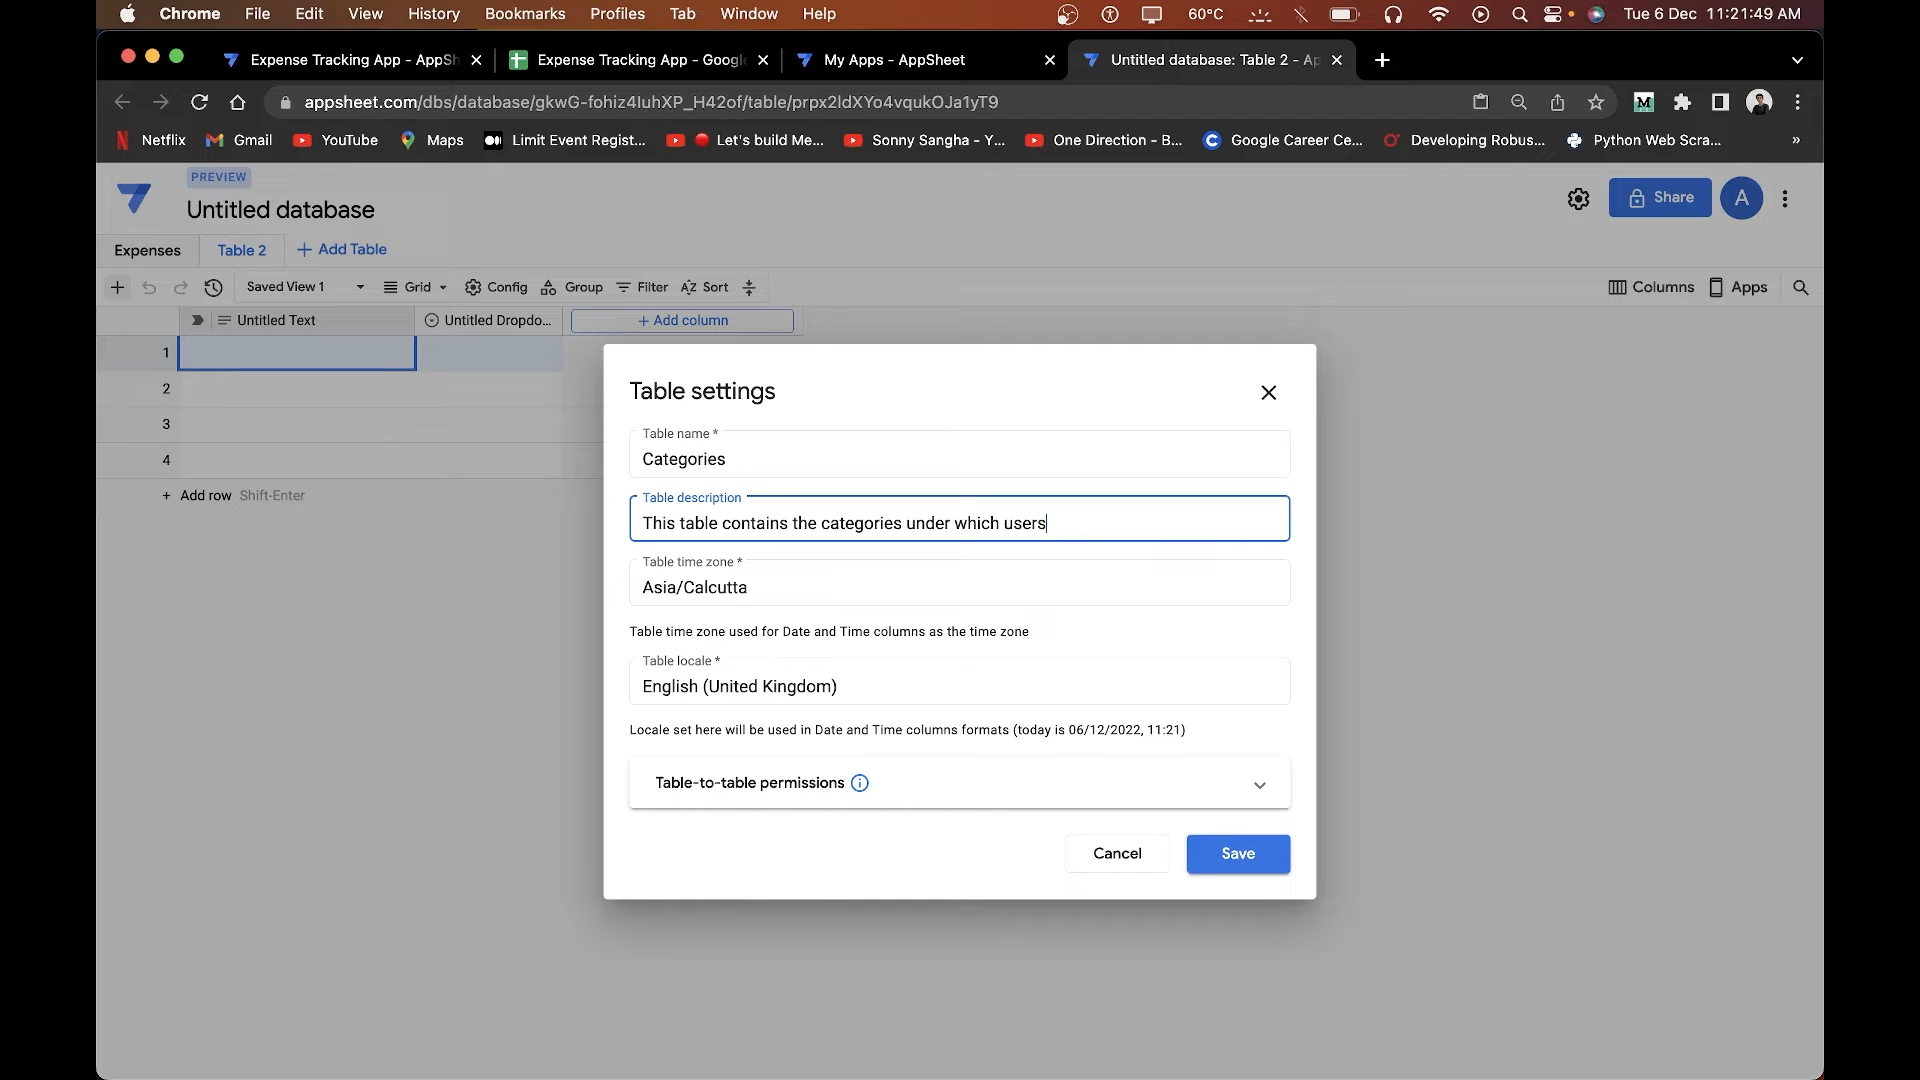 Chrome File Edit View History Bookmarks Profiles Tab Window Help 60°C Tue 6 Dec 11:21:49 AM
Expense Tracking App - AppSh Expense Tracking App - Googl My Apps - AppSheet Untitled database: Table 2 - Ap
appsheet.com/dbs/database/gkwG-fohiz4IuhXP_H42of/table/prpx2ldXYo4vqukOJa1yT9
Netflix Gmail YouTube Maps Limit Event Regist... Let's build Me... Sonny Sangha - Y... One Direction - B... Google Career Ce... Developing Robus... Python Web Scra... »
PREVIEW
Untitled database
Share A
Expenses Table 2 + Add Table
Saved View 1 Grid Config Group Filter Sort Columns Apps
Untitled Text Untitled Dropdo... + Add column
1
2
3
4
+ Add row Shift-Enter
Table settings
Table name *
Categories
Table description
This table contains the categories under which users
Table time zone *
Asia/Calcutta
Table time zone used for Date and Time columns as the time zone
Table locale *
English (United Kingdom)
Locale set here will be used in Date and Time columns formats (today is 06/12/2022, 11:21)
Table-to-table permissions
Cancel Save